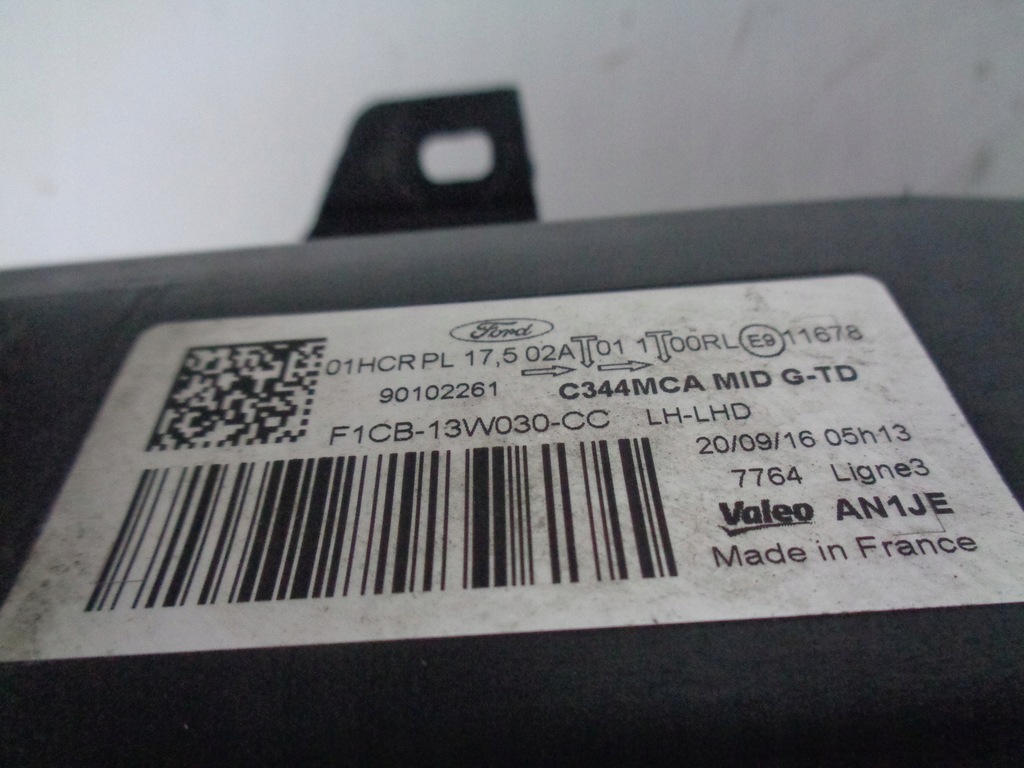 Ford
01HCR PL 17,5 02A 01 1 00RL E9 11678
90102261 C344MCA MID G-TD
F1CB-13W030-CC LH-LHD
20/09/16 05h13
7764 Ligne3
Valeo AN1JE
Made in France